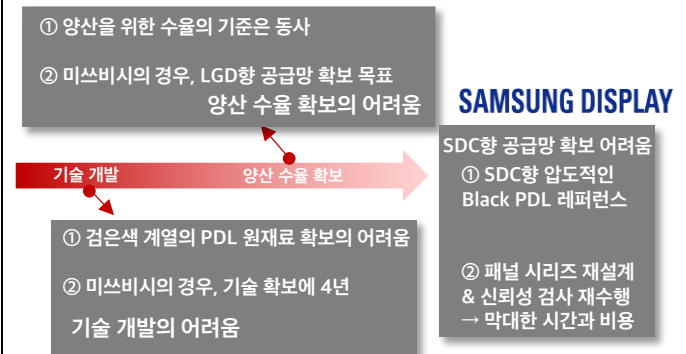 ① 양산을 위한 수율의 기준은 동사
② 미쓰비시의 경우, LGD향 공급망 확보 목표
양산 수율 확보의 어려움
SAMSUNG DISPLAY
기술 개발
양산 수율 확보
SDC향 공급망 확보 어려움
① SDC향 압도적인
Black PDL 레퍼런스
② 패널 시리즈 재설계
& 신뢰성 검사 재수행
→ 막대한 시간과 비용
① 검은색 계열의 PDL 원재료 확보의 어려움
② 미쓰비시의 경우, 기술 확보에 4년
기술 개발의 어려움